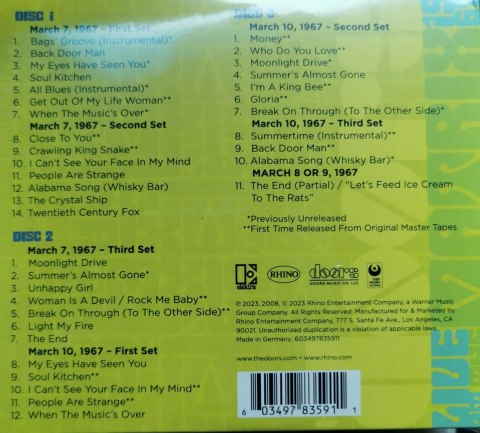 DISC 1
March 7, 1967 – First Set
1. Bags' Groove (Instrumental)*
2. Back Door Man
3. My Eyes Have Seen You*
4. Soul Kitchen
5. All Blues (Instrumental)*
6. Get Out Of My Life Woman**
7. When The Music's Over*
March 7, 1967 – Second Set
8. Close To You**
9. Crawling King Snake**
10. I Can't See Your Face In My Mind
11. People Are Strange
12. Alabama Song (Whisky Bar)
13. The Crystal Ship
14. Twentieth Century Fox
DISC 2
March 7, 1967 – Third Set
1. Moonlight Drive
2. Summer's Almost Gone*
3. Unhappy Girl
4. Woman Is A Devil / Rock Me Baby**
5. Break On Through (To The Other Side)**
6. Light My Fire
7. The End
March 10, 1967 – First Set
8. My Eyes Have Seen You
9. Soul Kitchen**
10. I Can't See Your Face In My Mind**
11. People Are Strange**
12. When The Music's Over
March 10, 1967 – Second Set
1. Money**
2. Who Do You Love**
3. Moonlight Drive*
4. Summer's Almost Gone
5. I'm A King Bee**
6. Gloria**
7. Break On Through (To The Other Side)*
March 10, 1967 – Third Set
8. Summertime (Instrumental)**
9. Back Door Man**
10. Alabama Song (Whisky Bar)*
MARCH 8 OR 9, 1967
11. The End (Partial) / "Let's Feed Ice Cream
To The Rats"
*Previously Unreleased
**First Time Released From Original Master Tapes
elektra
RHINO
doors
DOORS MUSIC CO, LLC
℗ 2023, 2008, © 2023 Rhino Entertainment Company, a Warner Music
Group Company. All Rights Reserved. Manufactured for & Marketed by
Rhino Entertainment Company, 777 S. Santa Fe Ave., Los Angeles, CA
90021. Unauthorized duplication is a violation of applicable laws.
Made in Germany. 603497835911
www.thedoors.com • www.rhino.com
6 03497 83591 1